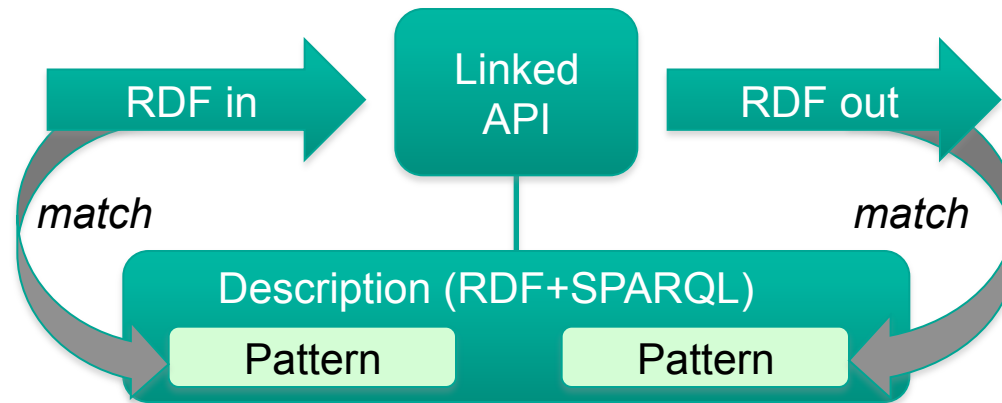 RDF in
Linked
API
RDF out
match
match
Description (RDF+SPARQL)
Pattern
Pattern